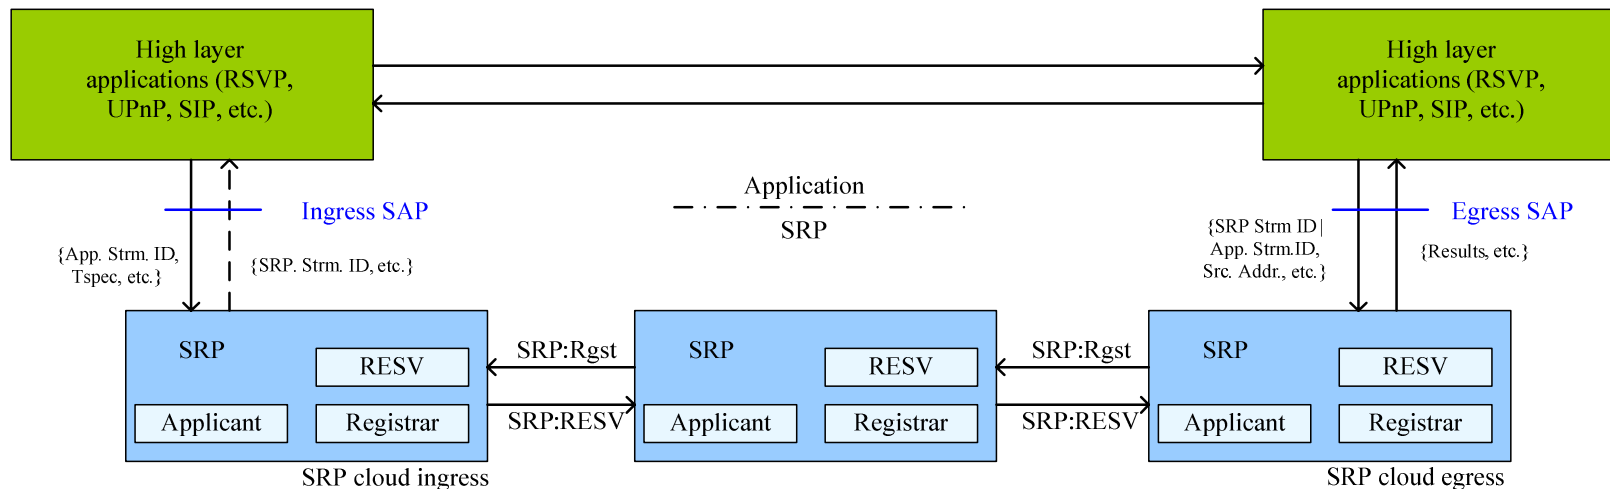 High layer
applications (RSVP,
UPnP, SIP, etc.)
High layer
applications (RSVP,
UPnP, SIP, etc.)
Ingress SAP
Application
SRP
Egress SAP
{App. Strm. ID,
Tspec, etc.}
{SRP. Strm. ID, etc.}
{SRP Strm ID|
App. Strm.ID,
Src. Addr., etc.}
{Results, etc.}
SRP
RESV
Applicant
Registrar
SRP cloud ingress
SRP:Rgst
SRP:RESV
SRP
RESV
Applicant
Registrar
SRP:Rgst
SRP:RESV
SRP
RESV
Applicant
Registrar
SRP cloud egress